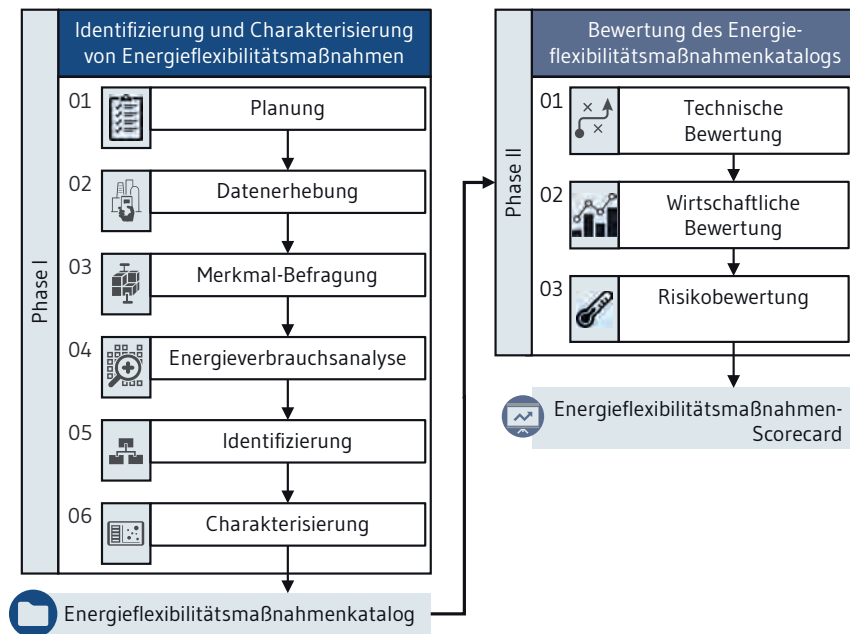 Identifizierung und Charakterisierung
von Energieflexibilitätsmaßnahmen
Phase I
01
Planung
02
Datenerhebung
03
Merkmal-Befragung
04
Energieverbrauchsanalyse
05
Identifizierung
06
Charakterisierung
Energieflexibilitätsmaßnahmenkatalog
Bewertung des Energie-
flexibilitätsmaßnahmenkatalogs
Phase II
01
Technische
Bewertung
02
Wirtschaftliche
Bewertung
03
Risikobewertung
Energieflexibilitätsmaßnahmen-
Scorecard